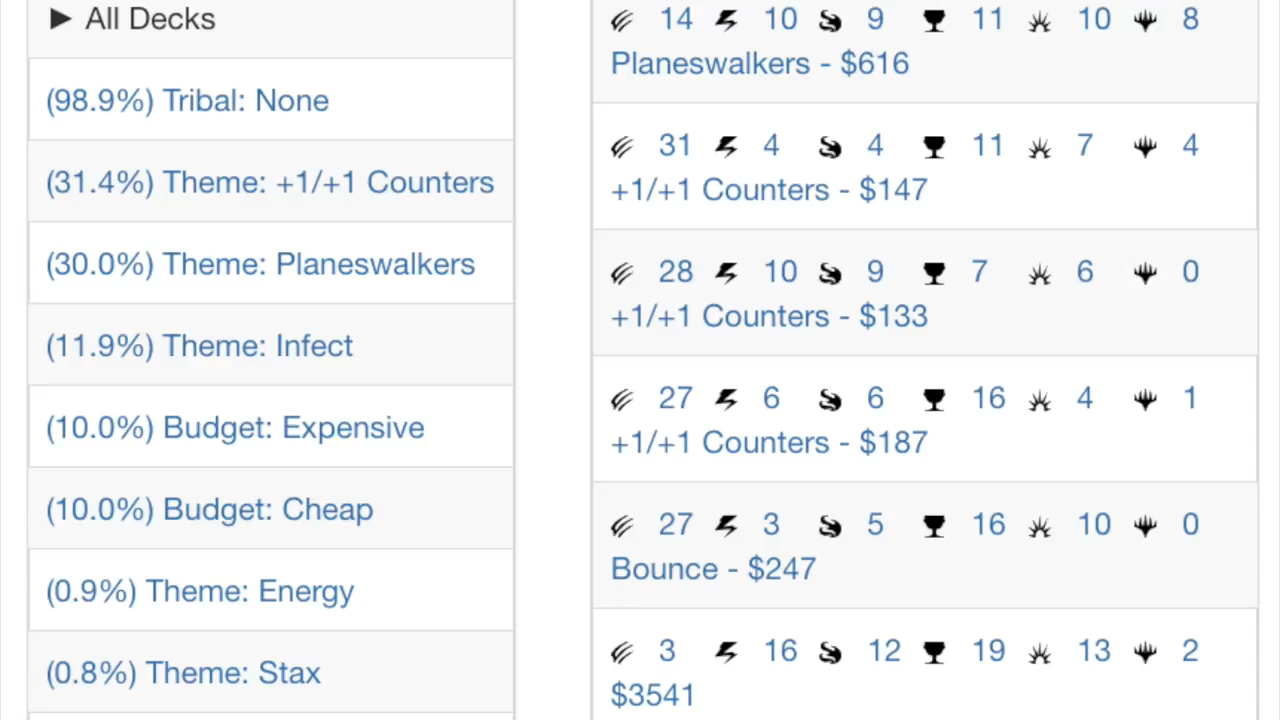 ► All Decks
(98.9%) Tribal: None
(31.4%) Theme: +1/+1 Counters
(30.0%) Theme: Planeswalkers
(11.9%) Theme: Infect
(10.0%) Budget: Expensive
(10.0%) Budget: Cheap
(0.9%) Theme: Energy
(0.8%) Theme: Stax
14 10 9 11 10 8
Planeswalkers - $616
31 4 4 11 7 4
+1/+1 Counters - $147
28 10 9 7 6 0
+1/+1 Counters - $133
27 6 6 16 4 1
+1/+1 Counters - $187
27 3 5 16 10 0
Bounce - $247
3 16 12 19 13 2
$3541